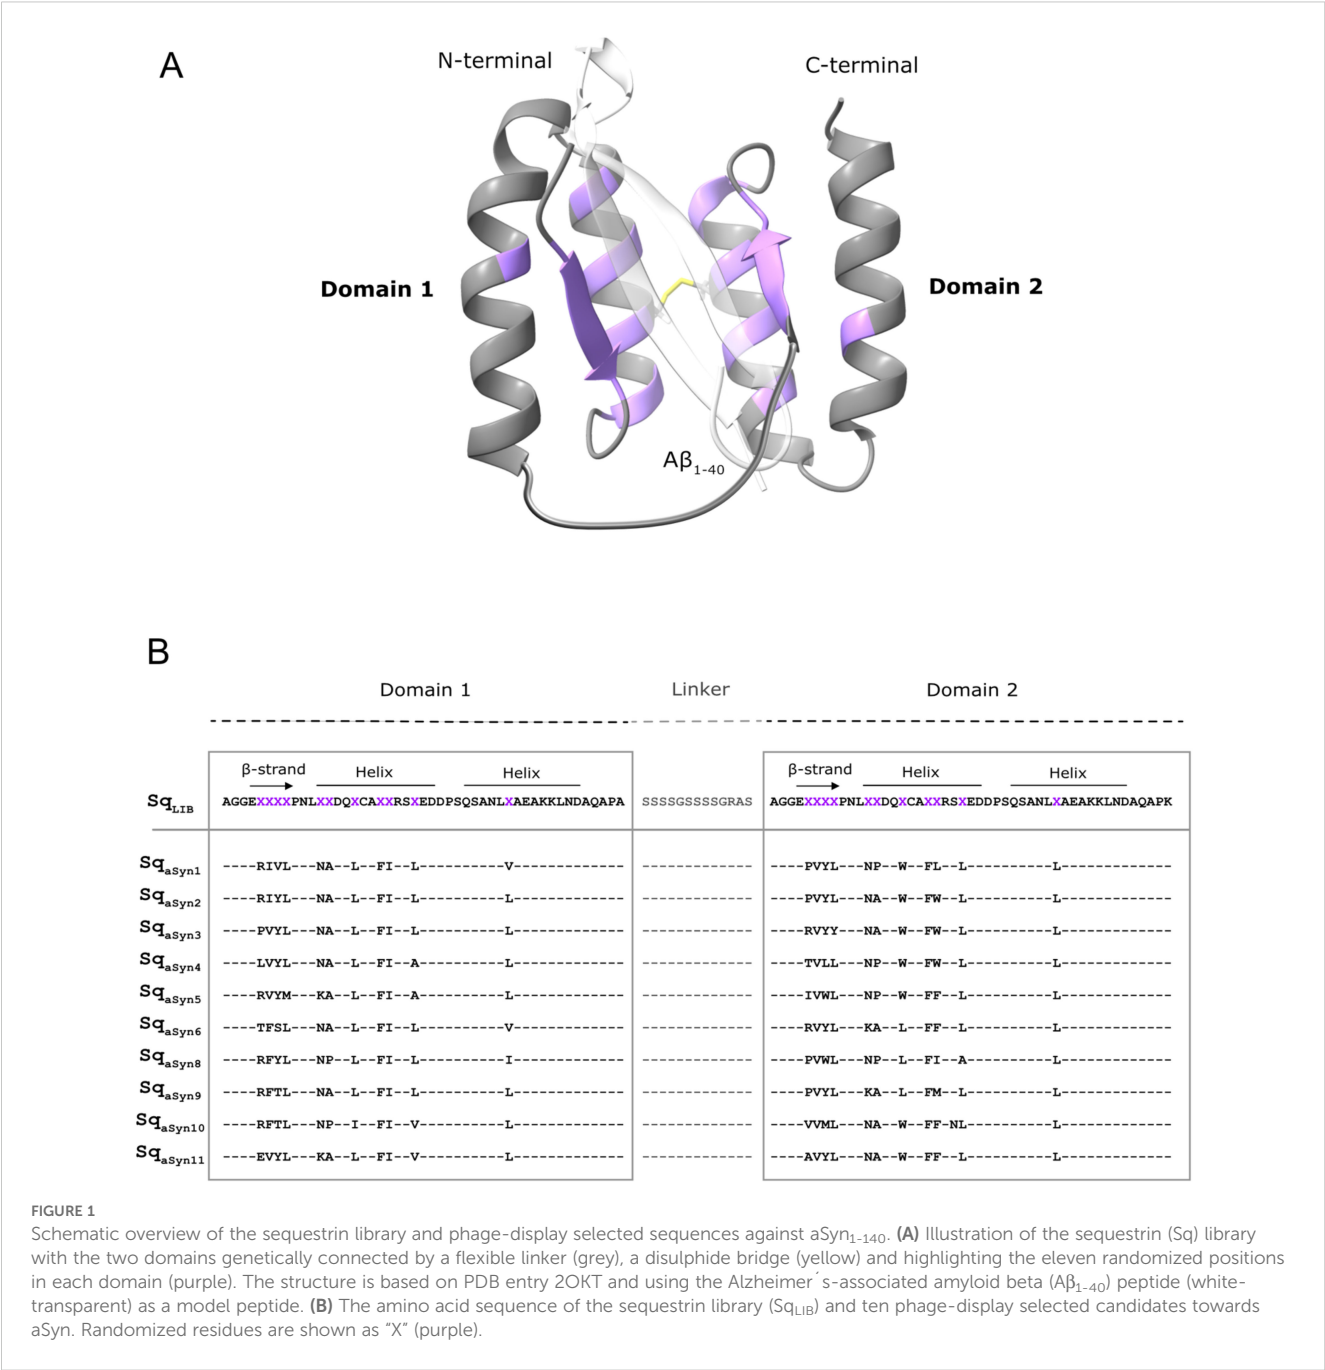 A
N-terminal
C-terminal
Domain 1
Domain 2
Aβ1-40
B
Domain 1 Linker Domain 2
β-strand Helix Helix β-strand Helix Helix
SqLIB AGGEXXXXPNLXXDQXCAXXRSXEDDPSQSANLXAEAKKLNDAQAPA SSSSGSSSSGRAS AGGEXXXXPNLXXDQXCAXXRSXEDDPSQSANLXAEAKKLNDAQAPK
SqaSyn1 ----RIVL---NA--L--FI--L----------V------------- ------------- ----PVYL---NP--W--FL--L----------L-------------
SqaSyn2 ----RIYL---NA--L--FI--L----------L------------- ------------- ----PVYL---NA--W--FW--L----------L-------------
SqaSyn3 ----PVYL---NA--L--FI--L----------L------------- ------------- ----RVYY---NA--W--FW--L----------L-------------
SqaSyn4 ----LVYL---NA--L--FI--A----------L------------- ------------- ----TVLL---NP--W--FW--L----------L-------------
SqaSyn5 ----RVYM---KA--L--FI--A----------L------------- ------------- ----IVWL---NP--W--FF--L----------L-------------
SqaSyn6 ----TFSL---NA--L--FI--L----------V------------- ------------- ----RVYL---KA--L--FF--L----------L-------------
SqaSyn8 ----RFYL---NP--L--FI--L----------I------------- ------------- ----PVWL---NP--L--FI--A----------L-------------
SqaSyn9 ----RFTL---NA--L--FI--L----------L------------- ------------- ----PVYL---KA--L--FM--L----------L-------------
SqaSyn10 ----RFTL---NP--I--FI--V----------L------------- ------------- ----VVML---NA--W--FF-NL----------L-------------
SqaSyn11 ----EVYL---KA--L--FI--V----------L------------- ------------- ----AVYL---NA--W--FF--L----------L-------------
FIGURE 1
Schematic overview of the sequestrin library and phage-display selected sequences against aSyn1-140. (A) Illustration of the sequestrin (Sq) library
with the two domains genetically connected by a flexible linker (grey), a disulphide bridge (yellow) and highlighting the eleven randomized positions
in each domain (purple). The structure is based on PDB entry 2OKT and using the Alzheimer´s-associated amyloid beta (Aβ1-40) peptide (white-
transparent) as a model peptide. (B) The amino acid sequence of the sequestrin library (SqLIB) and ten phage-display selected candidates towards
aSyn. Randomized residues are shown as “X” (purple).